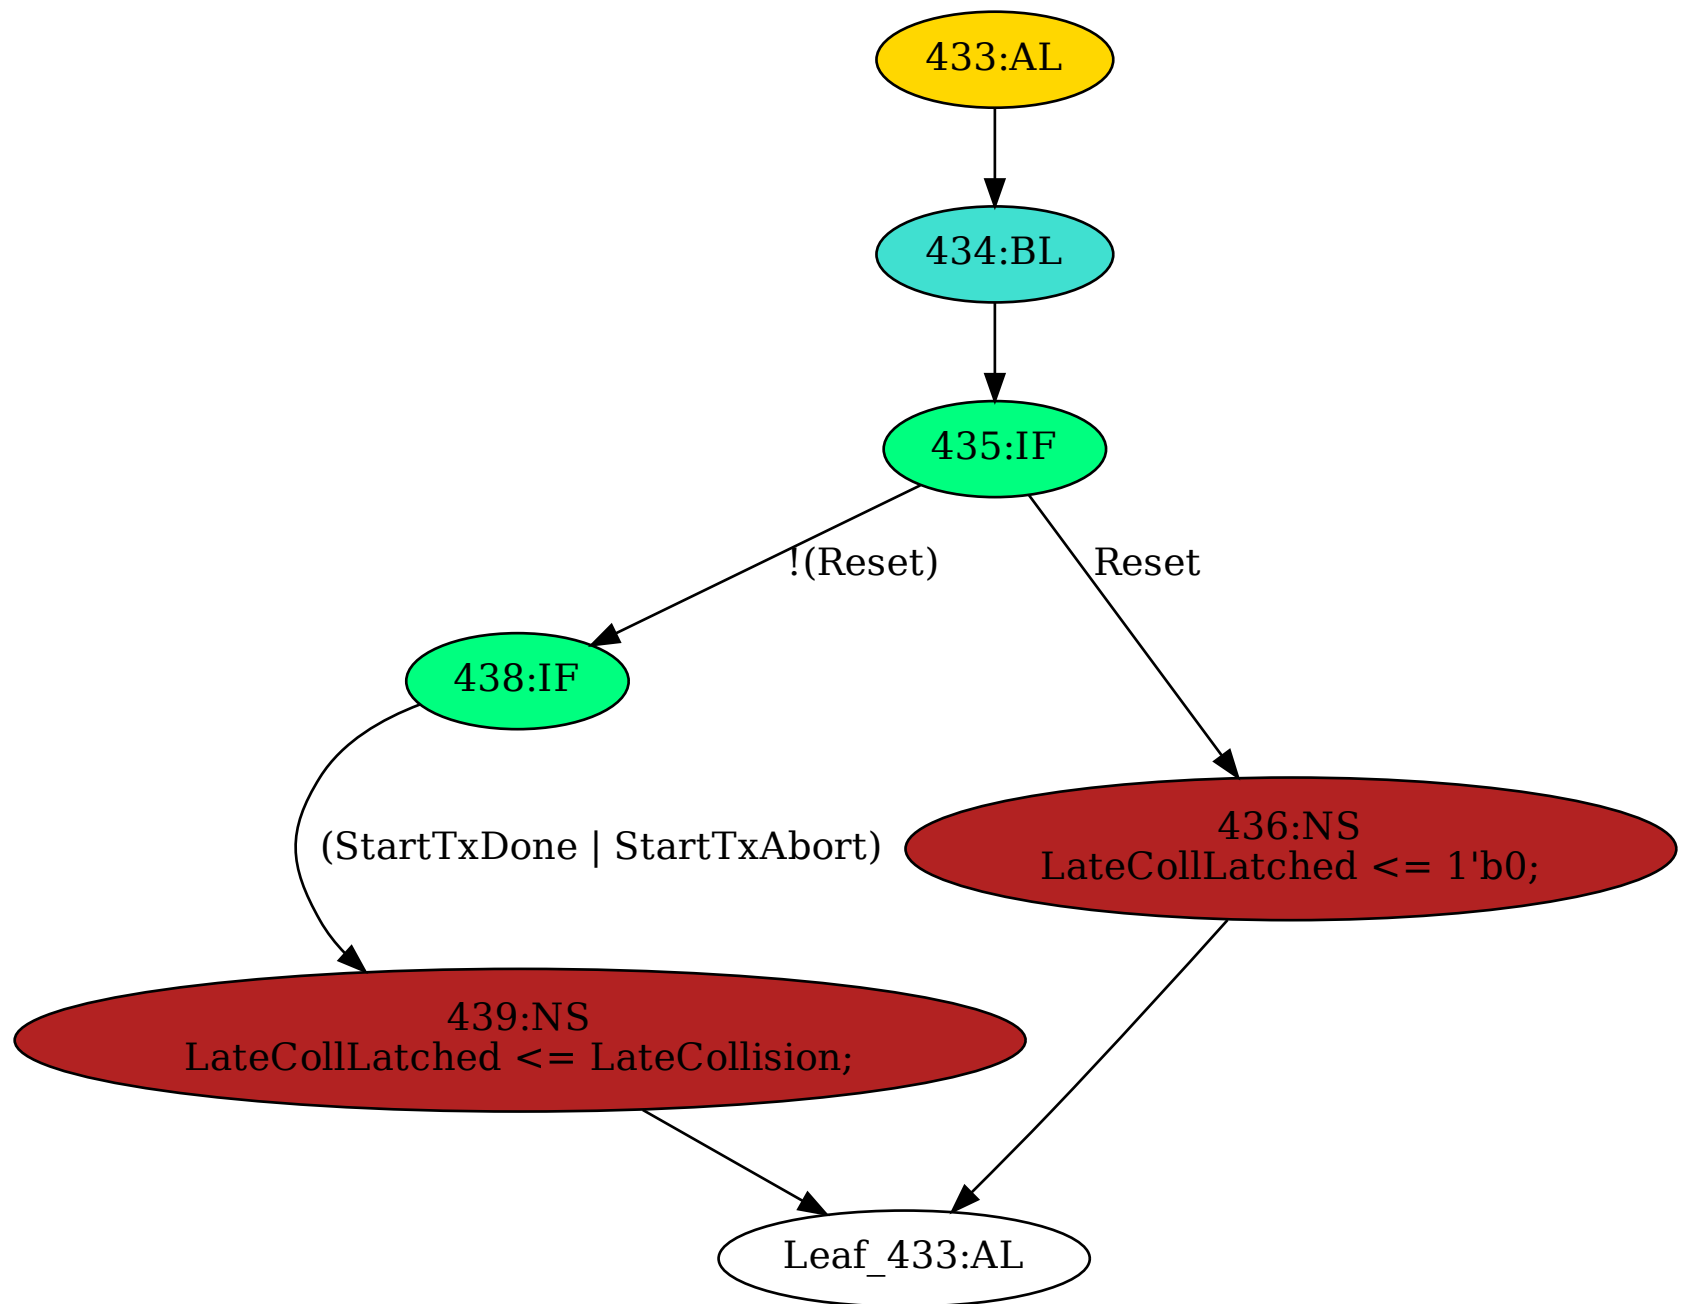 433:AL
434:BL
435:IF
!(Reset)
Reset
438:IF
(StartTxDone | StartTxAbort)
436:NS
LateCollLatched <= 1'b0;
439:NS
LateCollLatched <= LateCollision;
Leaf_433:AL